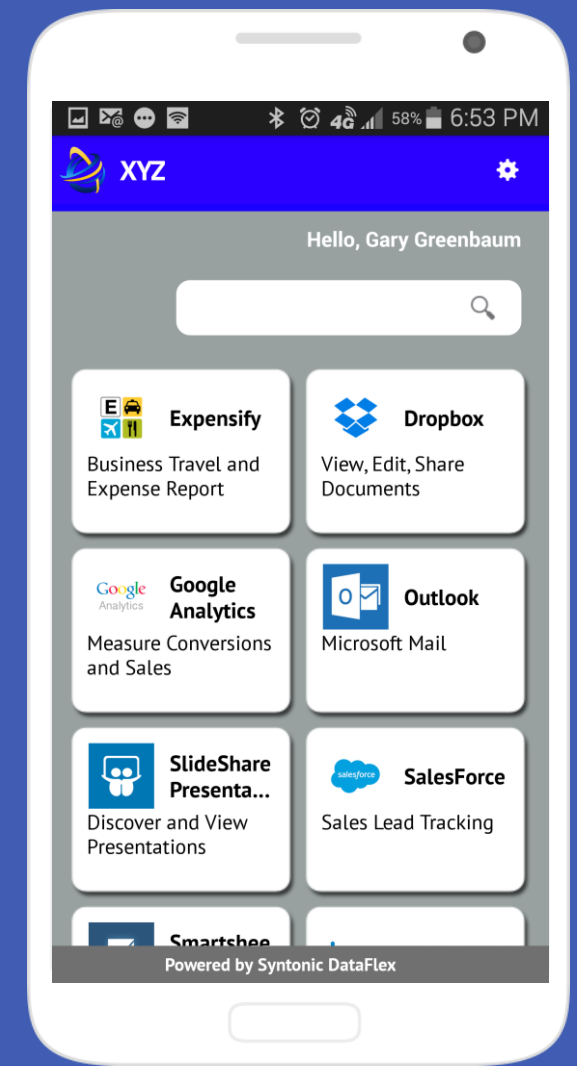 4G 58% 6:53 PM
XYZ
Hello, Gary Greenbaum
E Expensify
Business Travel and
Expense Report
Dropbox
View, Edit, Share
Documents
Google
Analytics
Google
Analytics
Measure Conversions
and Sales
O Outlook
Microsoft Mail
SlideShare
Presenta...
Discover and View
Presentations
salesforce SalesForce
Sales Lead Tracking
Smartshee
Powered by Syntonic DataFlex